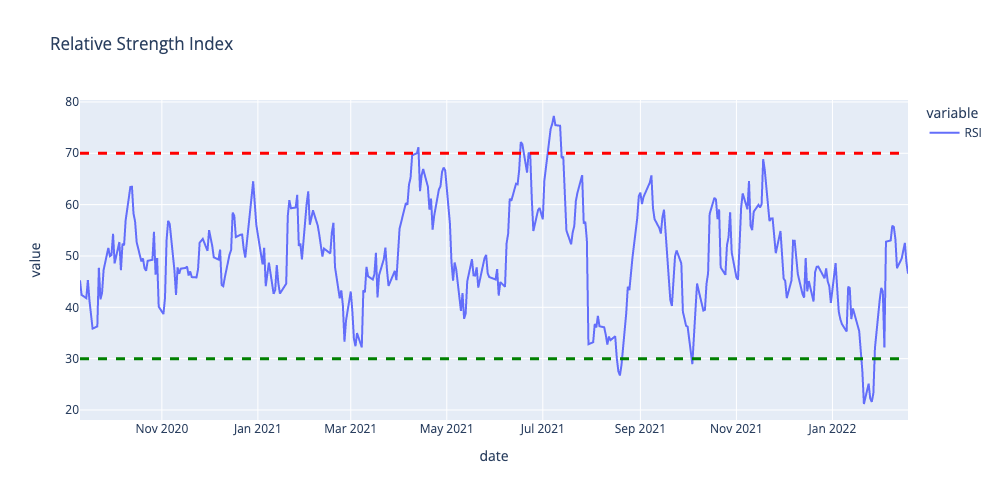 Relative Strength Index
variable
RSI
80
70
60
50
40
30
20
value
Nov 2020
Jan 2021
Mar 2021
May 2021
Jul 2021
Sep 2021
Nov 2021
Jan 2022
date